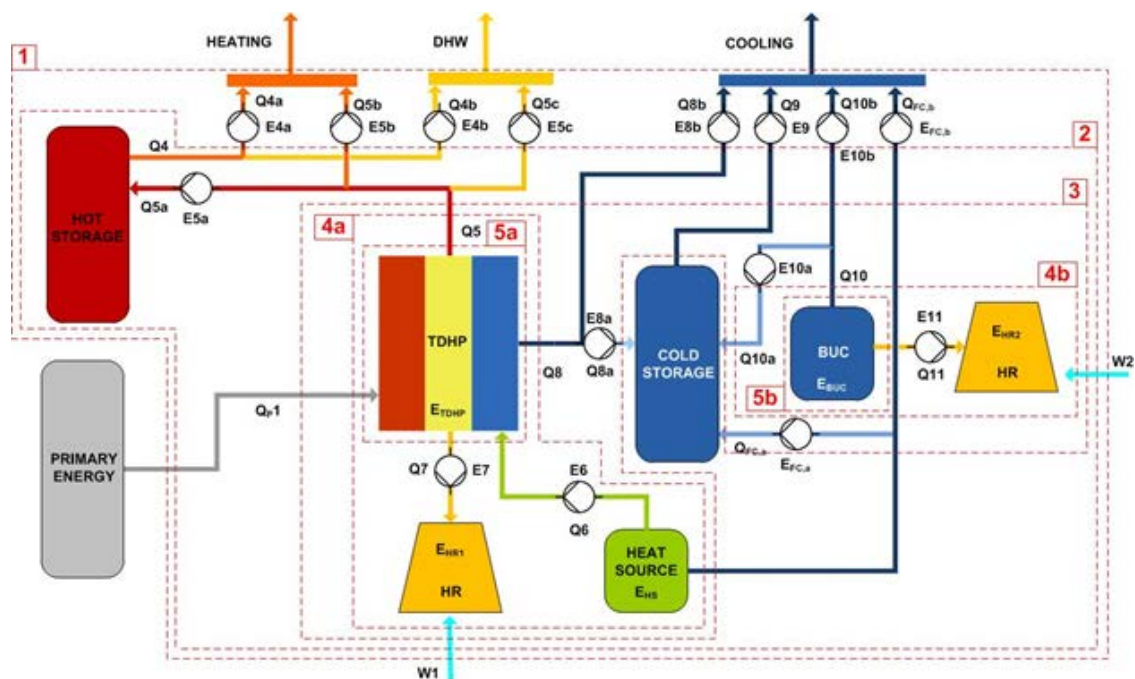 HEATING
DHW
COOLING
1
Q4a
Q5b
Q4b
Q5c
Q8b
Q9
Q10b
QFC,b
E4a
E5b
E4b
E5c
E8b
E9
E10b
EFC,b
2
Q4
HOT
STORAGE
Q5a
E5a
3
4a
Q5
5a
E10a
Q10
4b
TDHP
ETDHP
E8a
Q8
Q8a
COLD
STORAGE
Q10a
BUC
EBUC
E11
Q11
EHR2
HR
W2
5b
PRIMARY
ENERGY
QP1
QFC,a
EFC,a
Q7
E7
E6
Q6
EHR1
HR
HEAT
SOURCE
EHS
W1